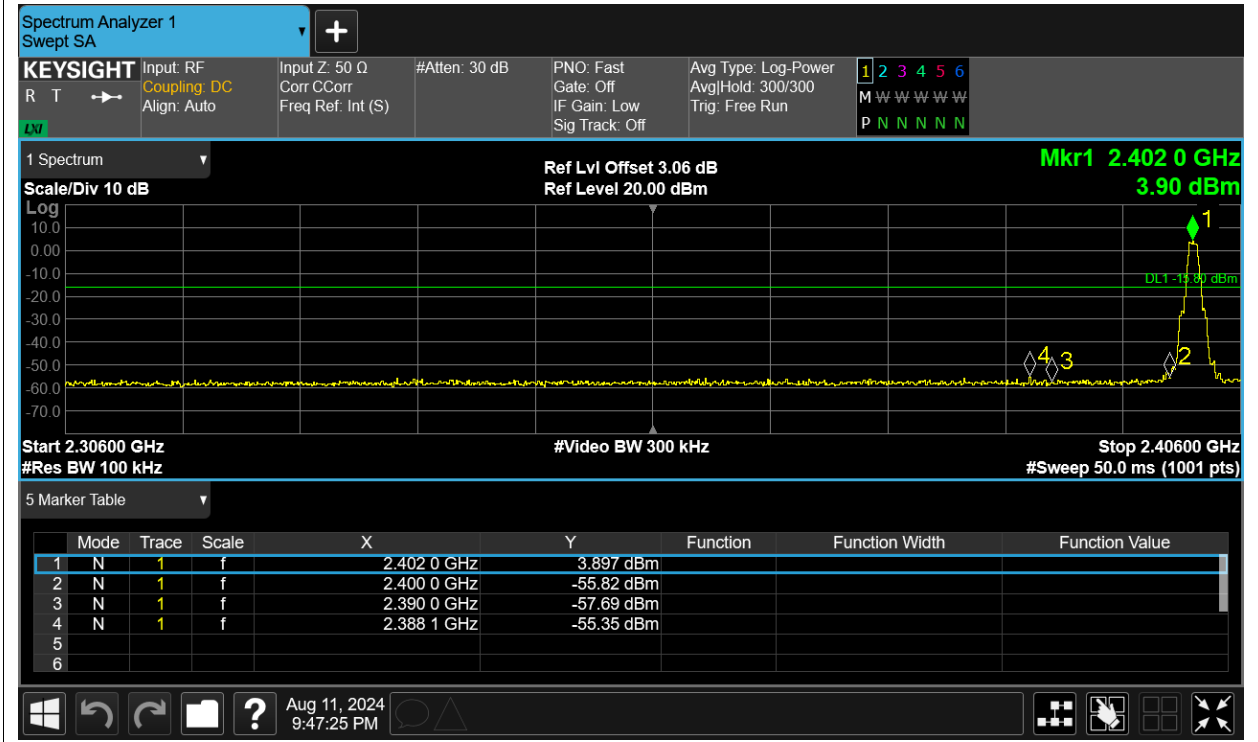 Spectrum Analyzer 1
Swept SA
KEYSIGHT
R T
LXI
Input: RF
Coupling: DC
Align: Auto
Input Z: 50 Ω
Corr CCorr
Freq Ref: Int (S)
#Atten: 30 dB
PNO: Fast
Gate: Off
IF Gain: Low
Sig Track: Off
Avg Type: Log-Power
Avg|Hold: 300/300
Trig: Free Run
1 2 3 4 5 6
M W W W W W
P N N N N N
1 Spectrum
Scale/Div 10 dB
Ref Lvl Offset 3.06 dB
Ref Level 20.00 dBm
Mkr1 2.402 0 GHz
3.90 dBm
Log
10.0
0.00
-10.0
-20.0
-30.0
-40.0
-50.0
-60.0
-70.0
1
DL1 -15.80 dBm
4 3 2
Start 2.30600 GHz
#Video BW 300 kHz
Stop 2.40600 GHz
#Res BW 100 kHz
#Sweep 50.0 ms (1001 pts)
5 Marker Table
Mode Trace Scale X Y Function Function Width Function Value
1 N 1 f 2.402 0 GHz 3.897 dBm
2 N 1 f 2.400 0 GHz -55.82 dBm
3 N 1 f 2.390 0 GHz -57.69 dBm
4 N 1 f 2.388 1 GHz -55.35 dBm
5
6
?
Aug 11, 2024
9:47:25 PM